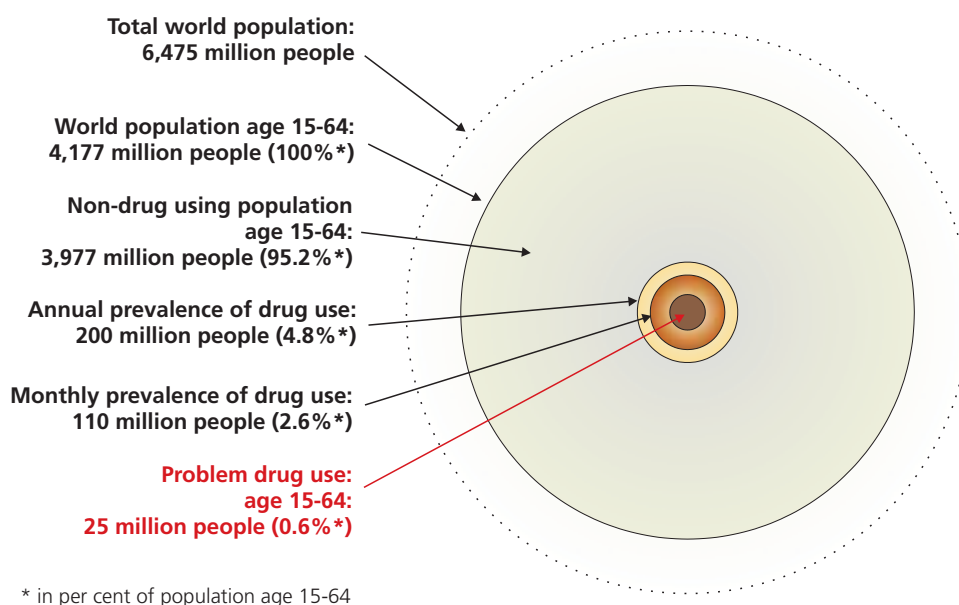 Total world population:
6,475 million people
World population age 15-64:
4,177 million people (100%*)
Non-drug using population
age 15-64:
3,977 million people (95.2%*)
Annual prevalence of drug use:
200 million people (4.8%*)
Monthly prevalence of drug use:
110 million people (2.6%*)
Problem drug use:
age 15-64:
25 million people (0.6%*)
* in per cent of population age 15-64